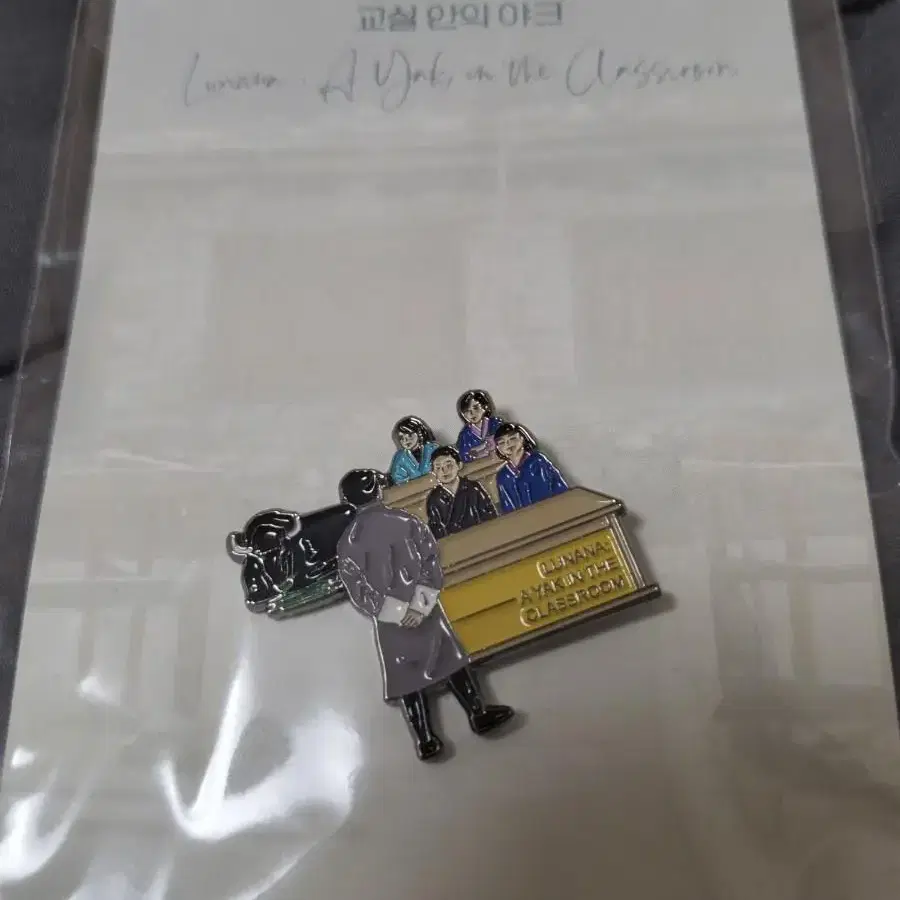 교실 안의 야크
Lunana : A Yak in the Classroom
LUNANA:
A YAK IN THE
CLASSROOM